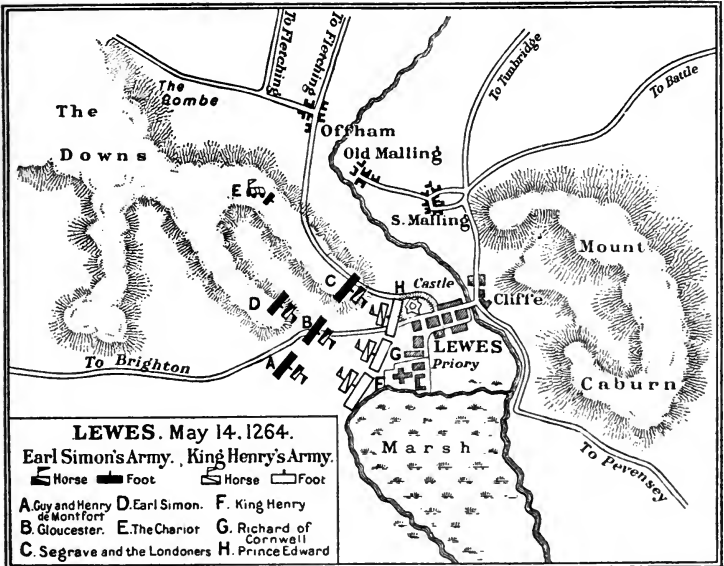 To Fletching
To Fletching
To Tunbridge
To Battle
The
Combe
The
Downs
Offham
Old Malling
S. Malling
Mount
Caburn
E
C
H
Castle
Cliffe
D
B
LEWES
G
Priory
A
F
To Brighton
Marsh
To Pevensey
LEWES. May 14. 1264.
Earl Simon's Army. King Henry's Army.
Horse Foot Horse Foot
A. Guy and Henry de Montfort D. Earl Simon. F. King Henry
B. Gloucester. E. The Chariot G. Richard of Cornwell
C. Segrave and the Londoners H. Prince Edward